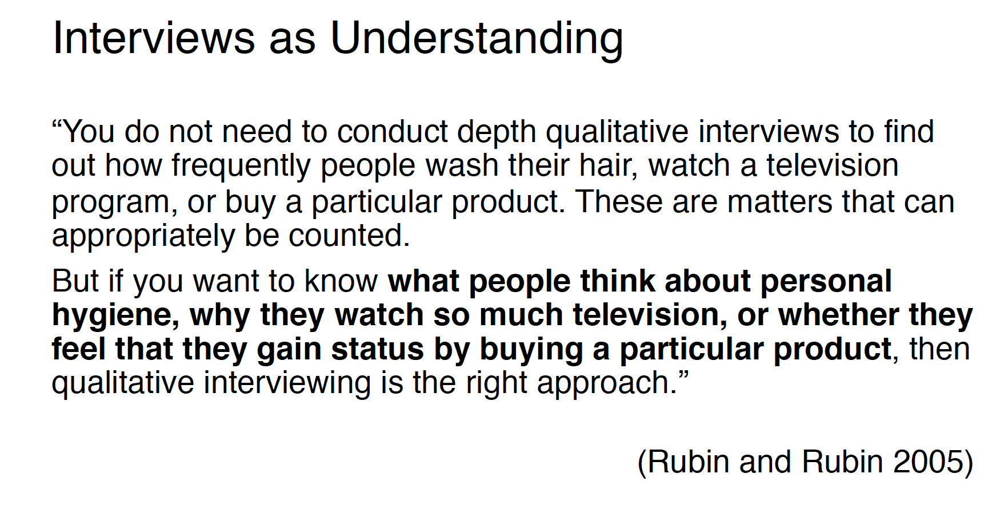 Interviews as Understanding
“You do not need to conduct depth qualitative interviews to find
out how frequently people wash their hair, watch a television
program, or buy a particular product. These are matters that can
appropriately be counted.
But if you want to know what people think about personal
hygiene, why they watch so much television, or whether they
feel that they gain status by buying a particular product, then
qualitative interviewing is the right approach.”
(Rubin and Rubin 2005)